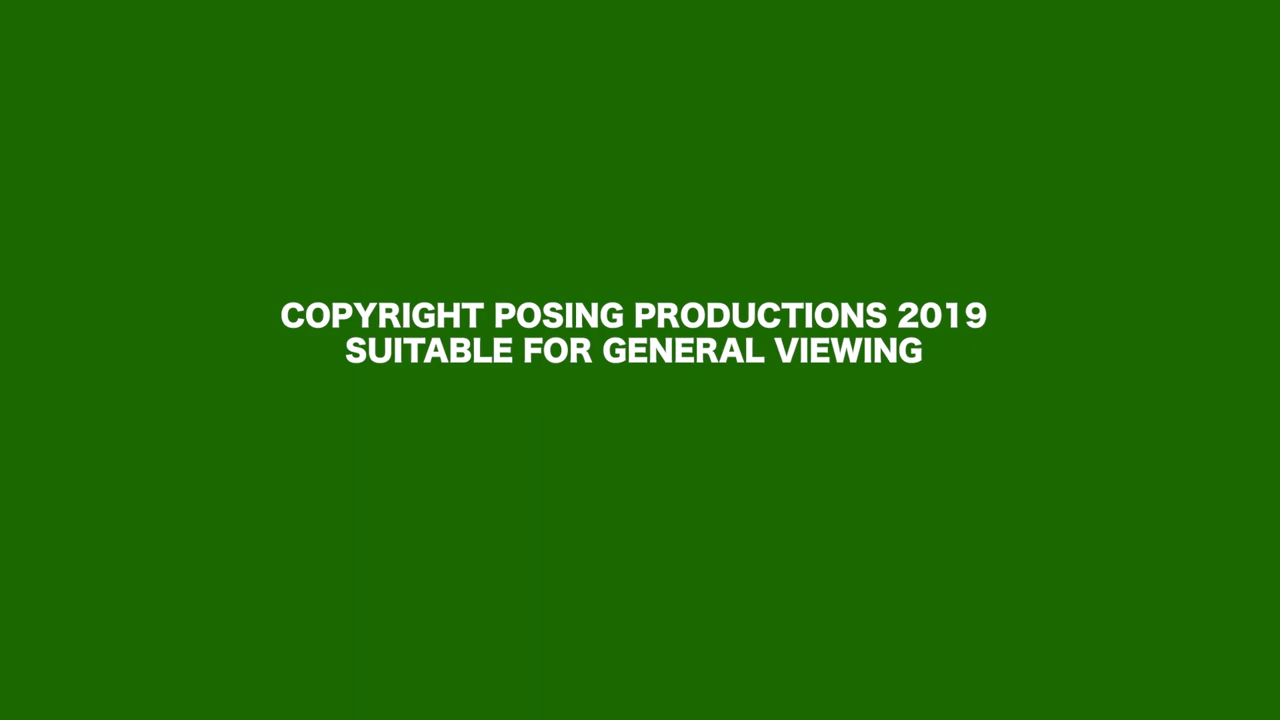 COPYRIGHT POSING PRODUCTIONS 2019
SUITABLE FOR GENERAL VIEWING